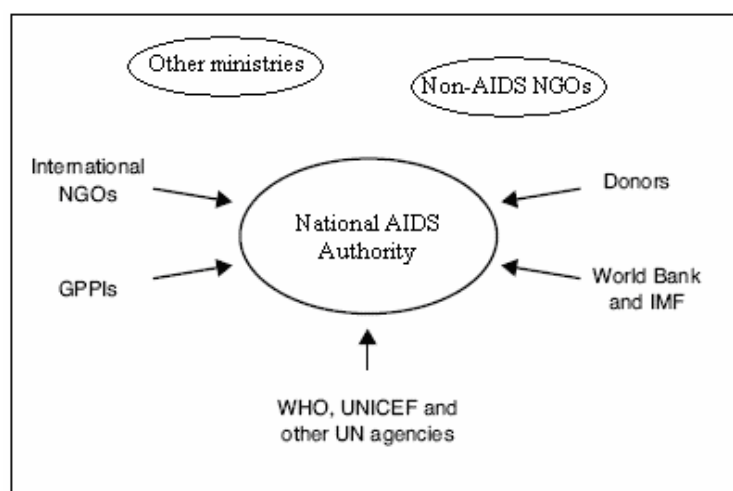 Other ministries
Non-AIDS NGOs
International
NGOs
Donors
National AIDS
Authority
GPPIs
World Bank
and IMF
WHO, UNICEF and
other UN agencies